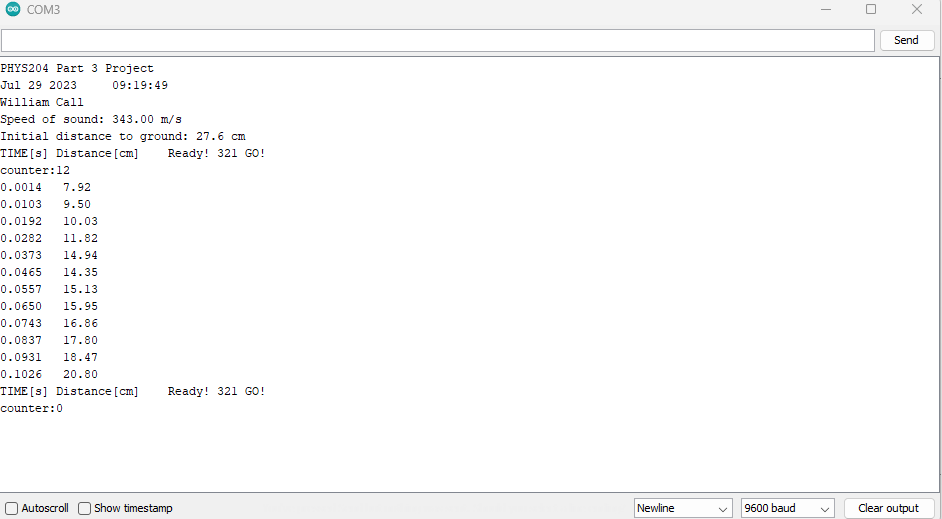 COM3
Send
PHYS204 Part 3 Project
Jul 29 2023     09:19:49
William Call
Speed of sound: 343.00 m/s
Initial distance to ground: 27.6 cm
TIME[s] Distance[cm]    Ready! 321 GO!
counter:12
0.0014   7.92
0.0103   9.50
0.0192   10.03
0.0282   11.82
0.0373   14.94
0.0465   14.35
0.0557   15.13
0.0650   15.95
0.0743   16.86
0.0837   17.80
0.0931   18.47
0.1026   20.80
TIME[s] Distance[cm]    Ready! 321 GO!
counter:0
Autoscroll Show timestamp Newline 9600 baud Clear output